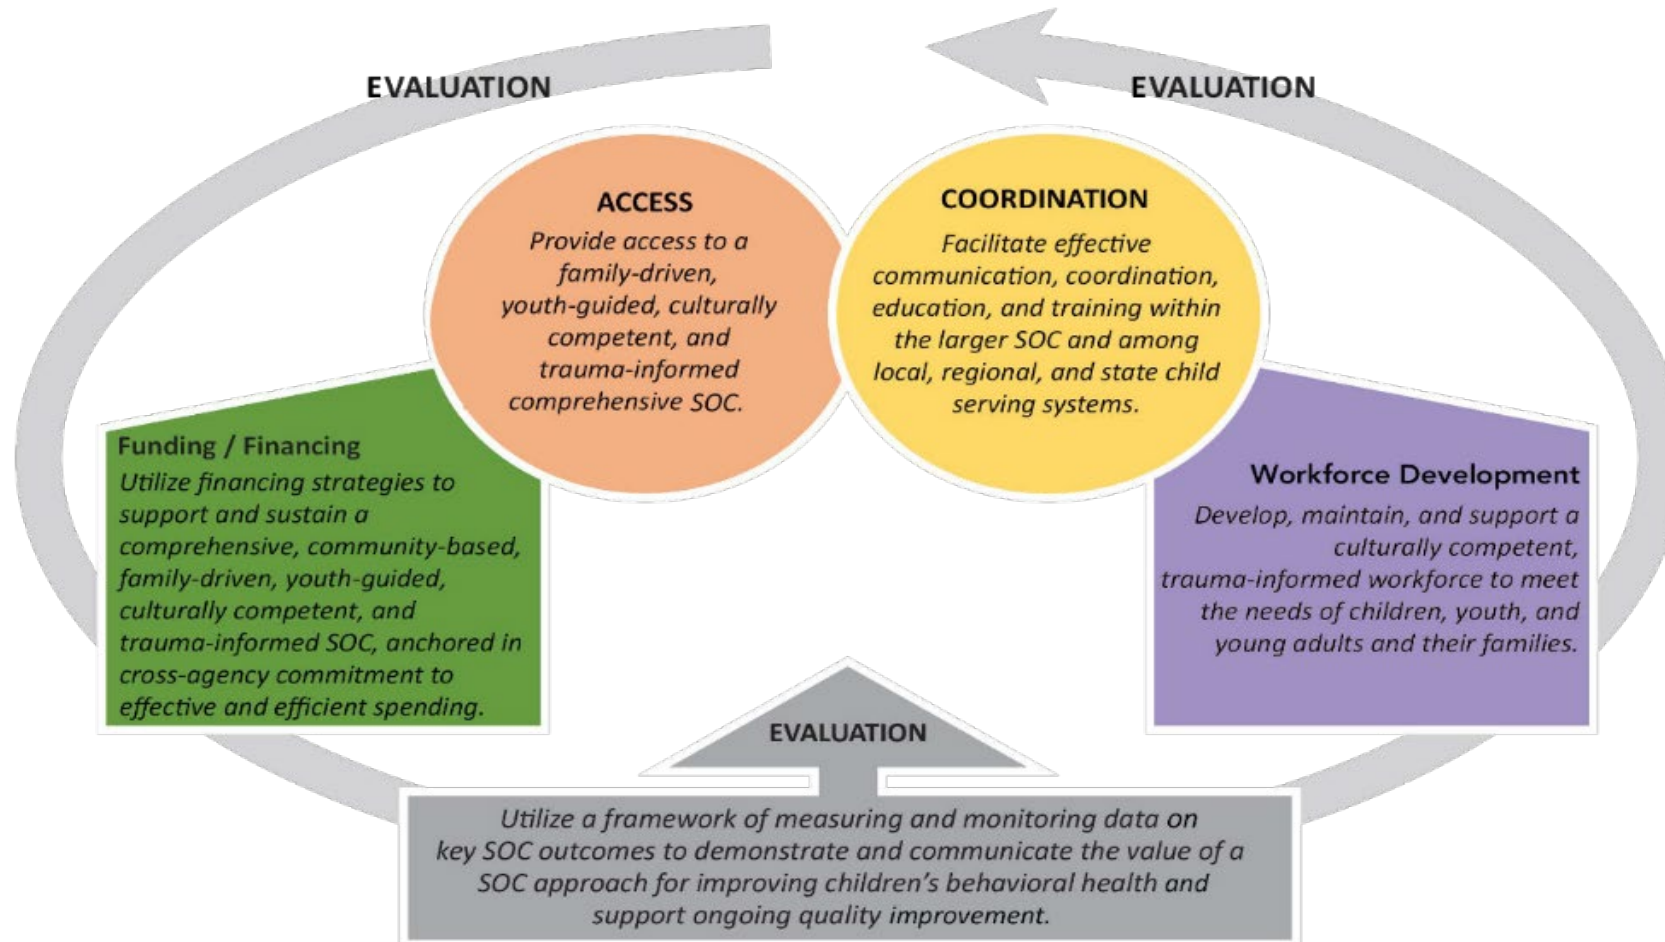 EVALUATION
EVALUATION
ACCESS
Provide access to a
family-driven,
youth-guided, culturally
competent, and
trauma-informed
comprehensive SOC.
COORDINATION
Facilitate effective
communication, coordination,
education, and training within
the larger SOC and among
local, regional, and state child
serving systems.
Funding / Financing
Utilize financing strategies to
support and sustain a
comprehensive, community-based,
family-driven, youth-guided,
culturally competent, and
trauma-informed SOC, anchored in
cross-agency commitment to
effective and efficient spending.
Workforce Development
Develop, maintain, and support a
culturally competent,
trauma-informed workforce to meet
the needs of children, youth, and
young adults and their families.
EVALUATION
Utilize a framework of measuring and monitoring data on
key SOC outcomes to demonstrate and communicate the value of a
SOC approach for improving children’s behavioral health and
support ongoing quality improvement.